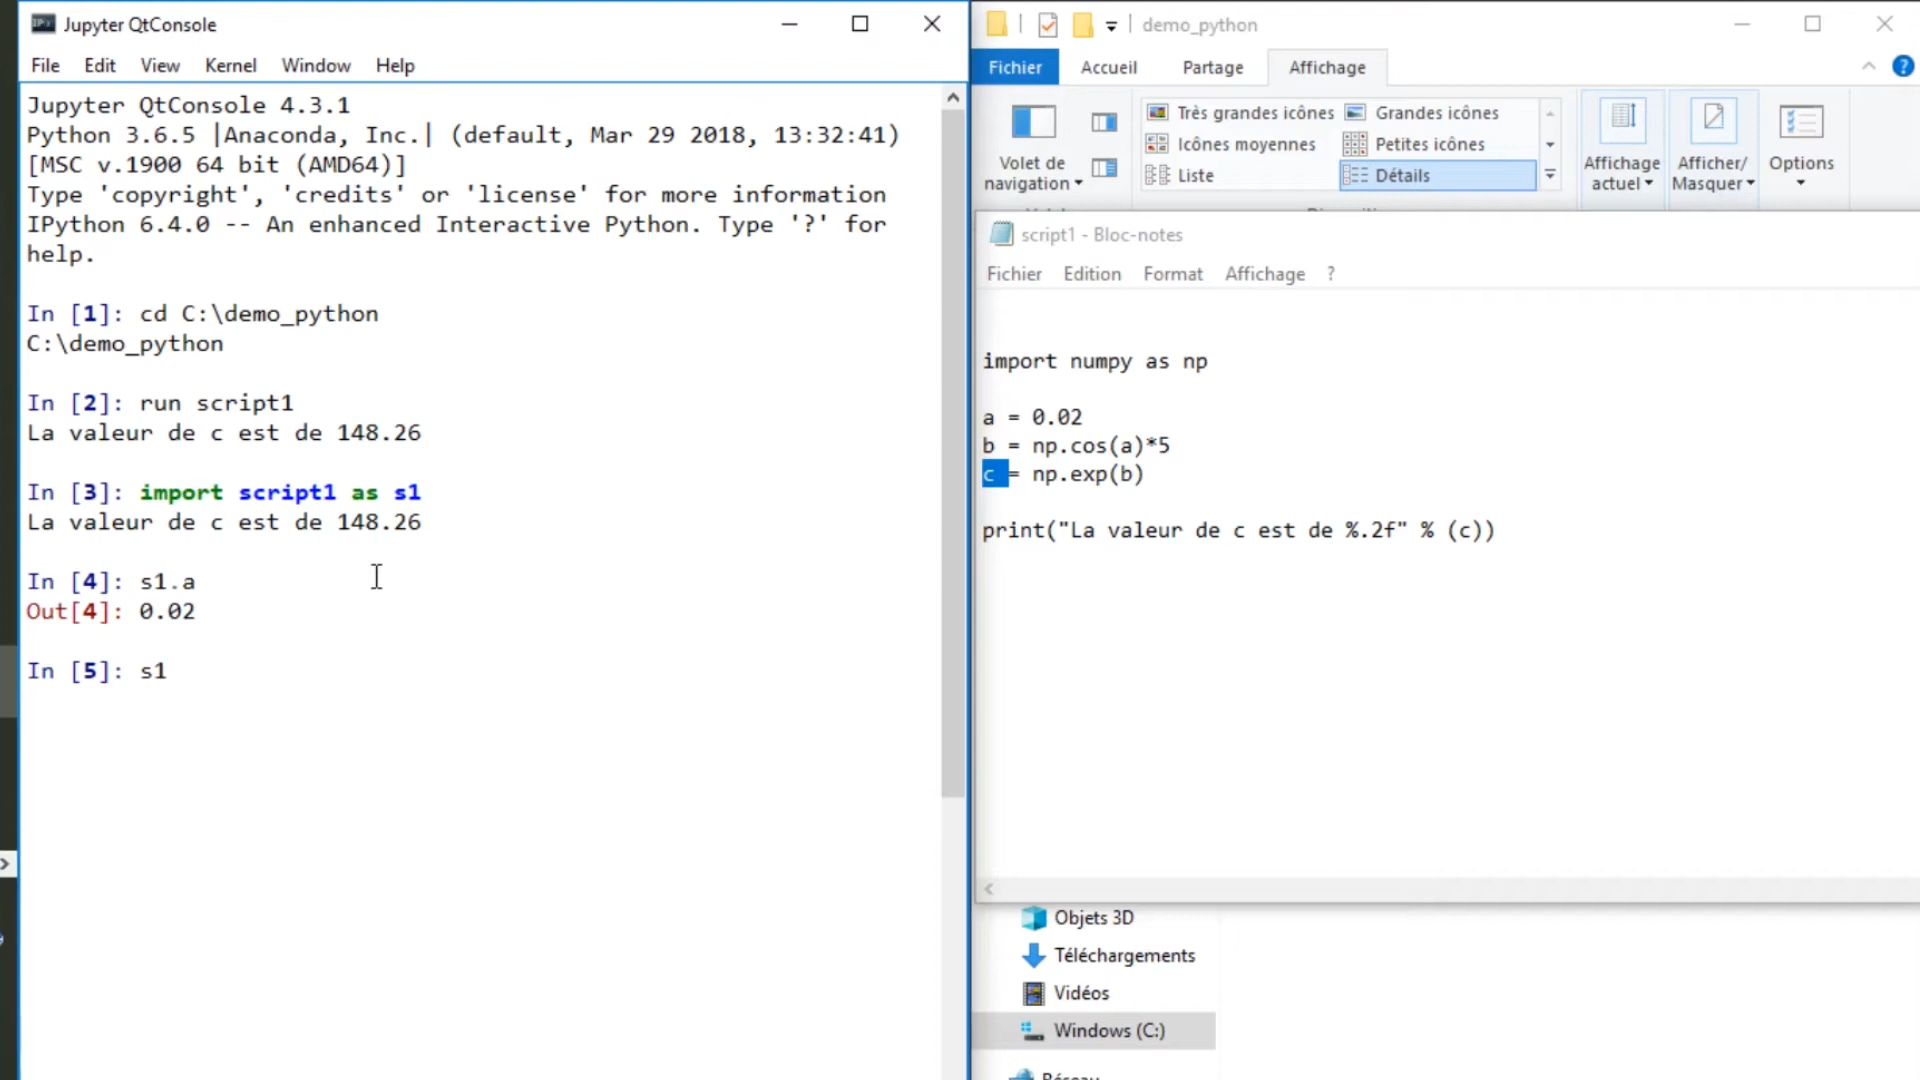 Jupyter QtConsole
File Edit View Kernel Window Help
Jupyter QtConsole 4.3.1
Python 3.6.5 |Anaconda, Inc.| (default, Mar 29 2018, 13:32:41)
[MSC v.1900 64 bit (AMD64)]
Type 'copyright', 'credits' or 'license' for more information
IPython 6.4.0 -- An enhanced Interactive Python. Type '?' for
help.
In [1]: cd C:\demo_python
C:\demo_python
In [2]: run script1
La valeur de c est de 148.26
In [3]: import script1 as s1
La valeur de c est de 148.26
In [4]: s1.a
Out[4]: 0.02
In [5]: s1
demo_python
Fichier Accueil Partage Affichage
?
Volet de
navigation
Très grandes icônes Grandes icônes
Icônes moyennes Petites icônes
Liste Détails
Affichage
actuel
Afficher/
Masquer
Options
script1 - Bloc-notes
Fichier Edition Format Affichage ?
import numpy as np
a = 0.02
b = np.cos(a)*5
c = np.exp(b)
print("La valeur de c est de %.2f" % (c))
Objets 3D
Téléchargements
Vidéos
Windows (C:)
Réseau